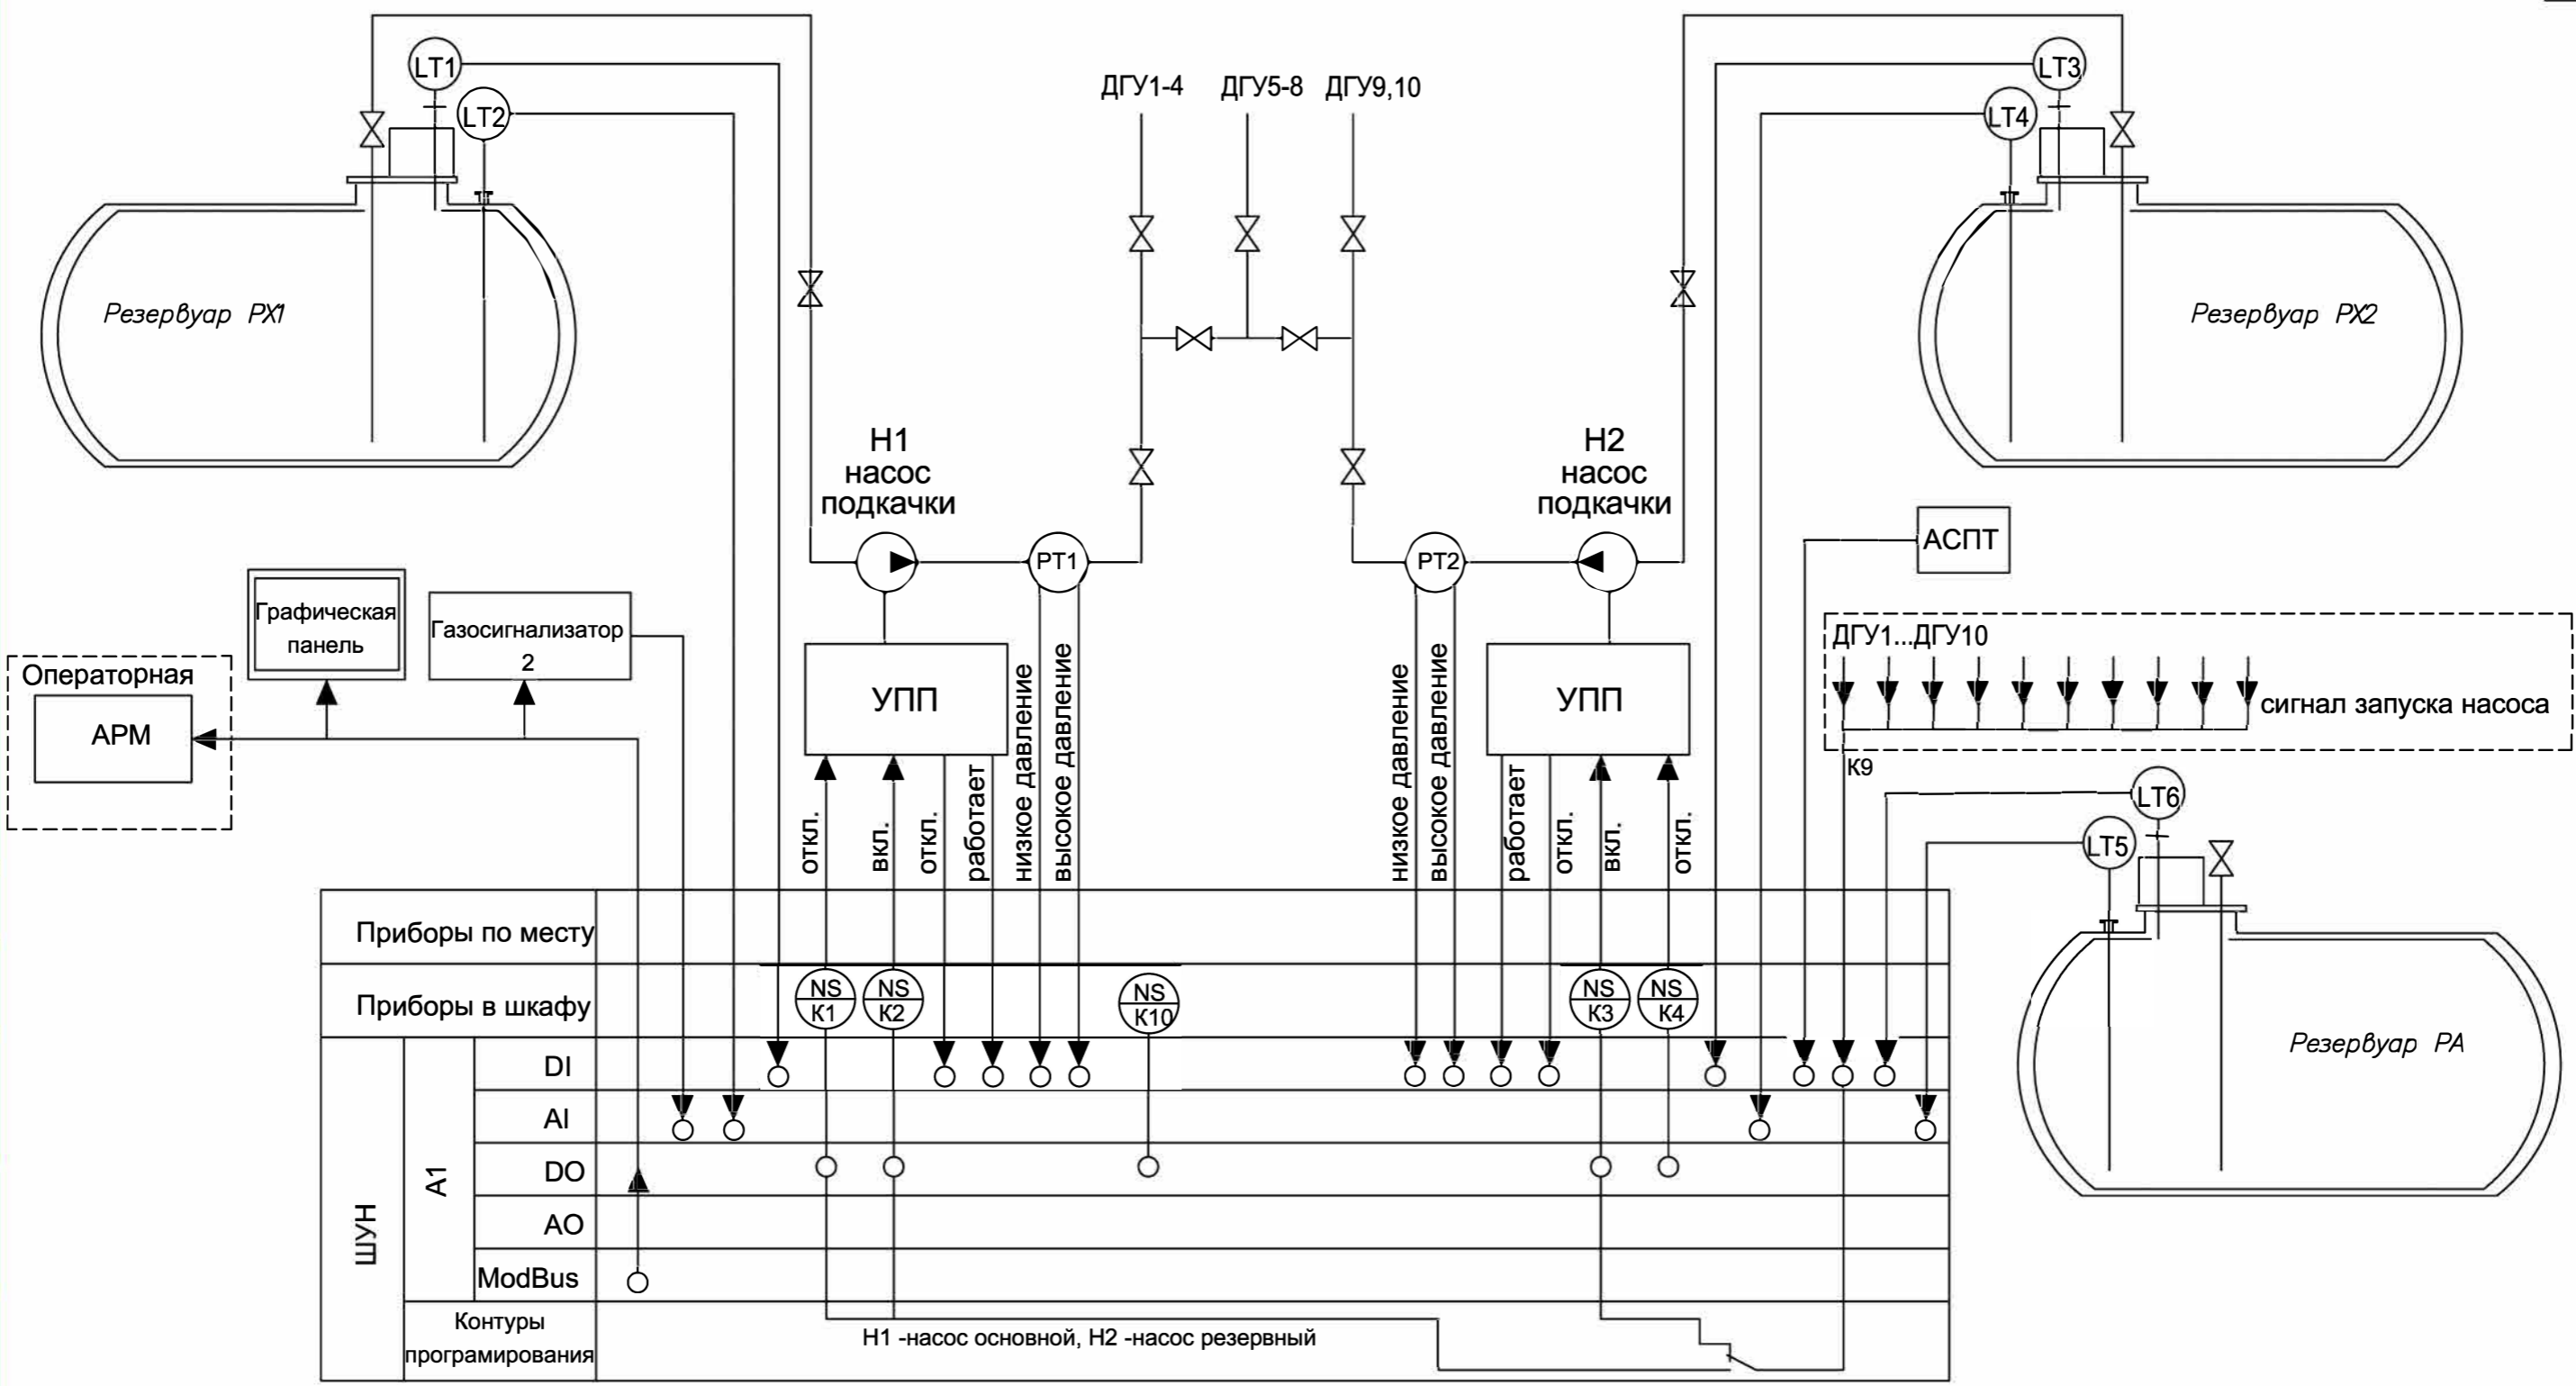 LT1
LT2
ДГУ1-4
ДГУ5-8
ДГУ9,10
LT3
LT4
Резервуар РХ1
Резервуар РХ2
Н1
насос
подкачки
Н2
насос
подкачки
РТ1
РТ2
АСПТ
Графическая
панель
Газосигнализатор
2
Операторная
АРМ
УПП
УПП
ДГУ1...ДГУ10
сигнал запуска насоса
К9
откл.
вкл.
откл.
работает
низкое давление
высокое давление
низкое давление
высокое давление
работает
откл.
вкл.
откл.
LT6
LT5
Резервуар РА
Приборы по месту
Приборы в шкафу
NS
К1
NS
К2
NS
К10
NS
К3
NS
К4
ШУН
А1
DI
AI
DO
AO
ModBus
Контуры
програмирования
Н1 -насос основной, Н2 -насос резервный